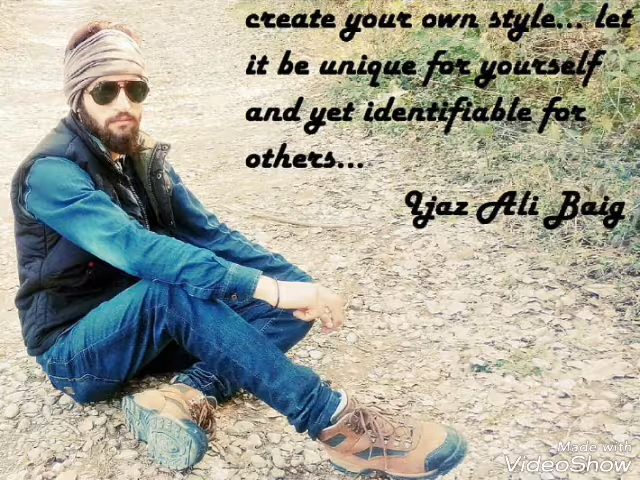 create your own style... let
it be unique for yourself
and yet identifiable for
others...
Ijaz Ali Baig
Made with
VideoShow